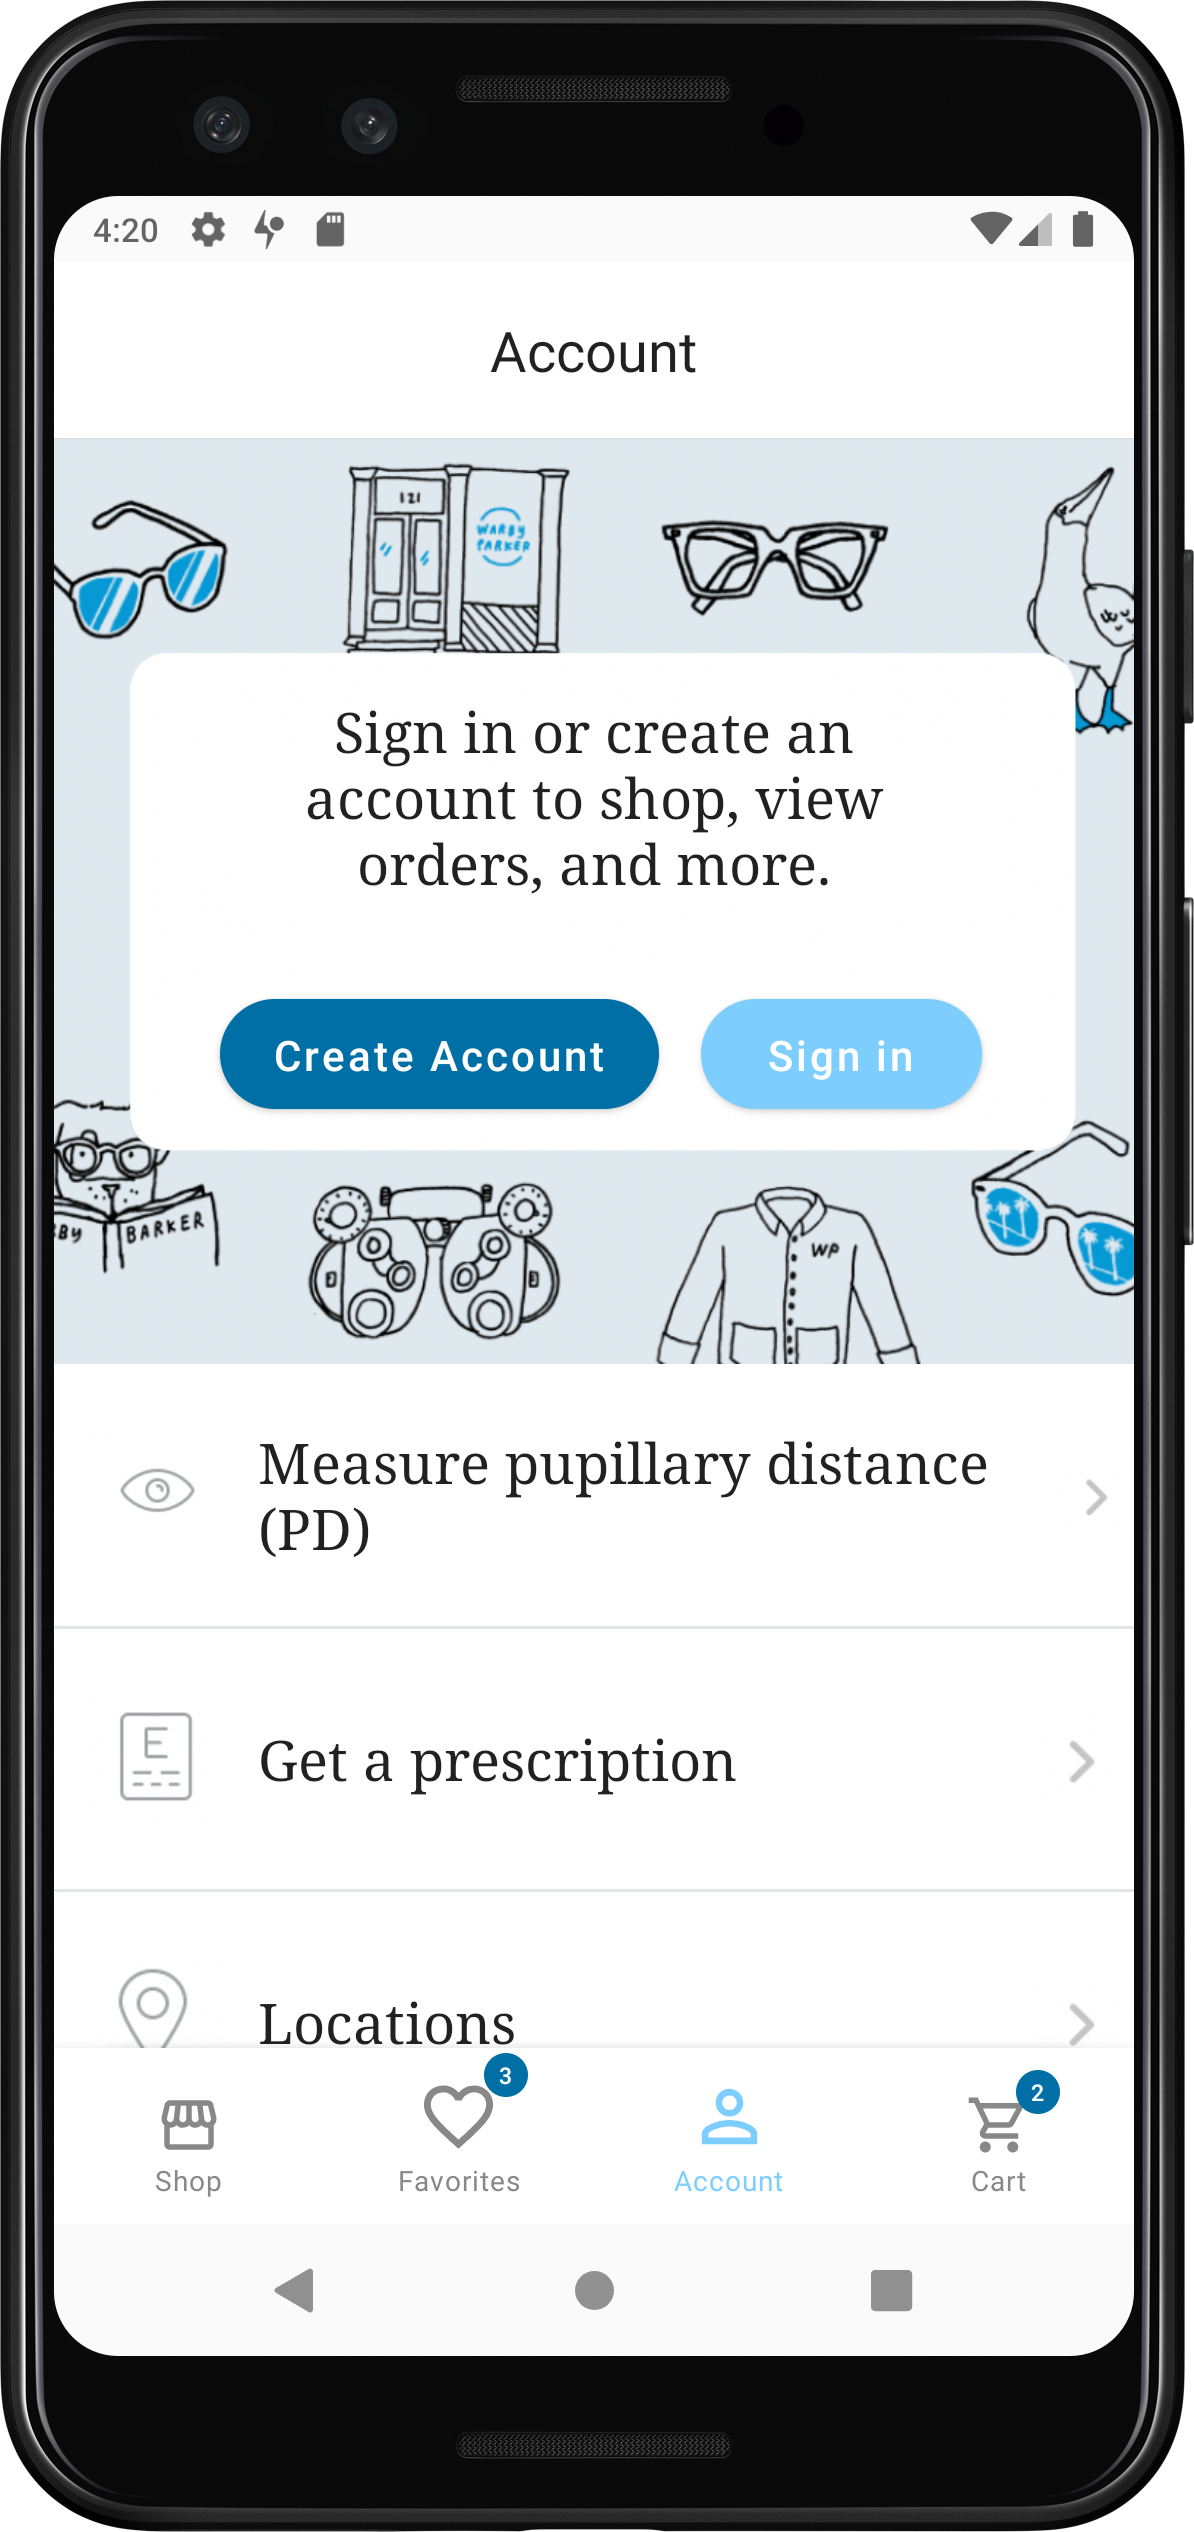 4:20
Account
121
WARBY
PARKER
Sign in or create an
account to shop, view
orders, and more.
Create Account
Sign in
BY
BARKER
WP
Measure pupillary distance
(PD)
E
Get a prescription
Locations
3
2
Shop
Favorites
Account
Cart